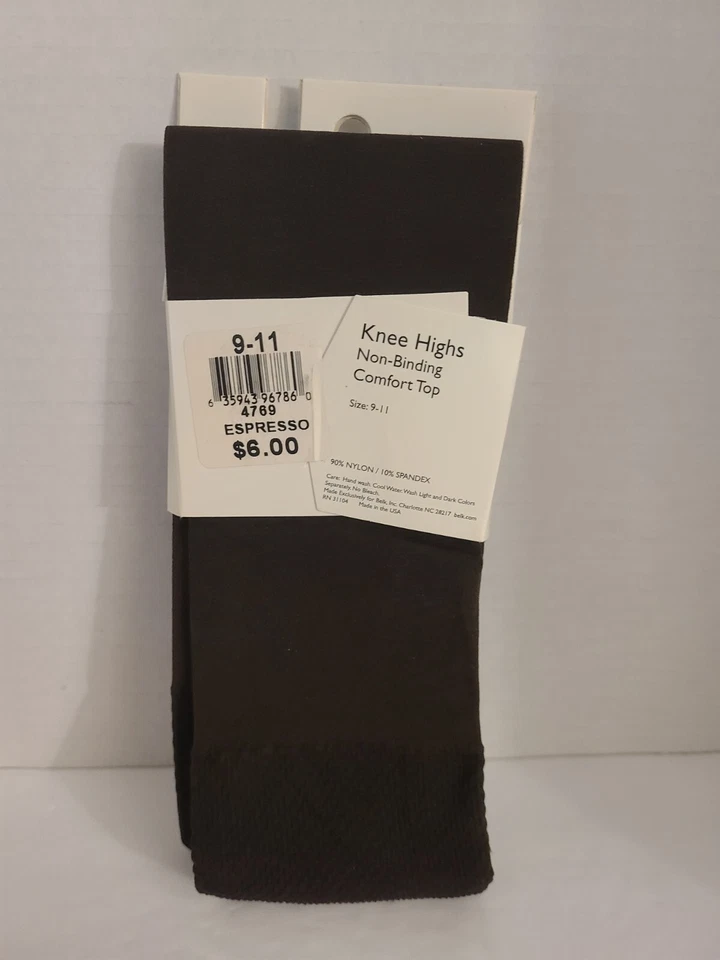 9-11
6 35943 96786 0
4769
ESPRESSO
$6.00
Knee Highs
Non-Binding
Comfort Top
Size: 9-11
90% NYLON / 10% SPANDEX
Care: Hand wash. Cool Water. Wash Light and Dark Colors
Separately. No Bleach.
Made Exclusively for Belk, Inc. Charlotte NC 28217 belk.com
RN 31104 Made in the USA